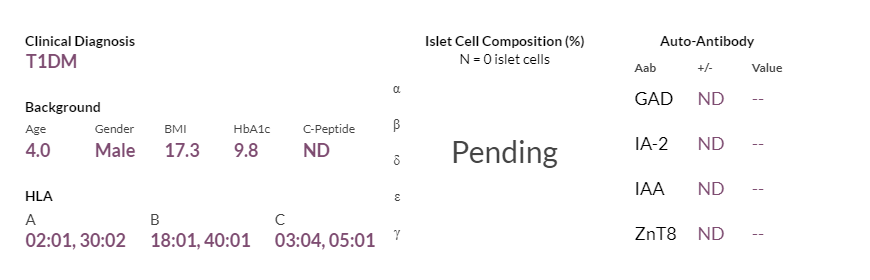 Clinical Diagnosis
T1DM
Background
Age Gender BMI HbA1c C-Peptide
4.0 Male 17.3 9.8 ND
HLA
A B C
02:01, 30:02 18:01, 40:01 03:04, 05:01
Islet Cell Composition (%)
N = 0 islet cells
α
β
δ
ε
γ
Pending
Auto-Antibody
Aab +/- Value
GAD ND --
IA-2 ND --
IAA ND --
ZnT8 ND --